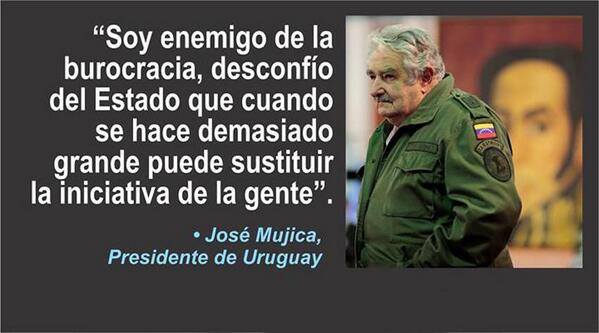 “Soy enemigo de la
burocracia, desconfío
del Estado que cuando
se hace demasiado
grande puede sustituir
la iniciativa de la gente”.
• José Mujica,
Presidente de Uruguay